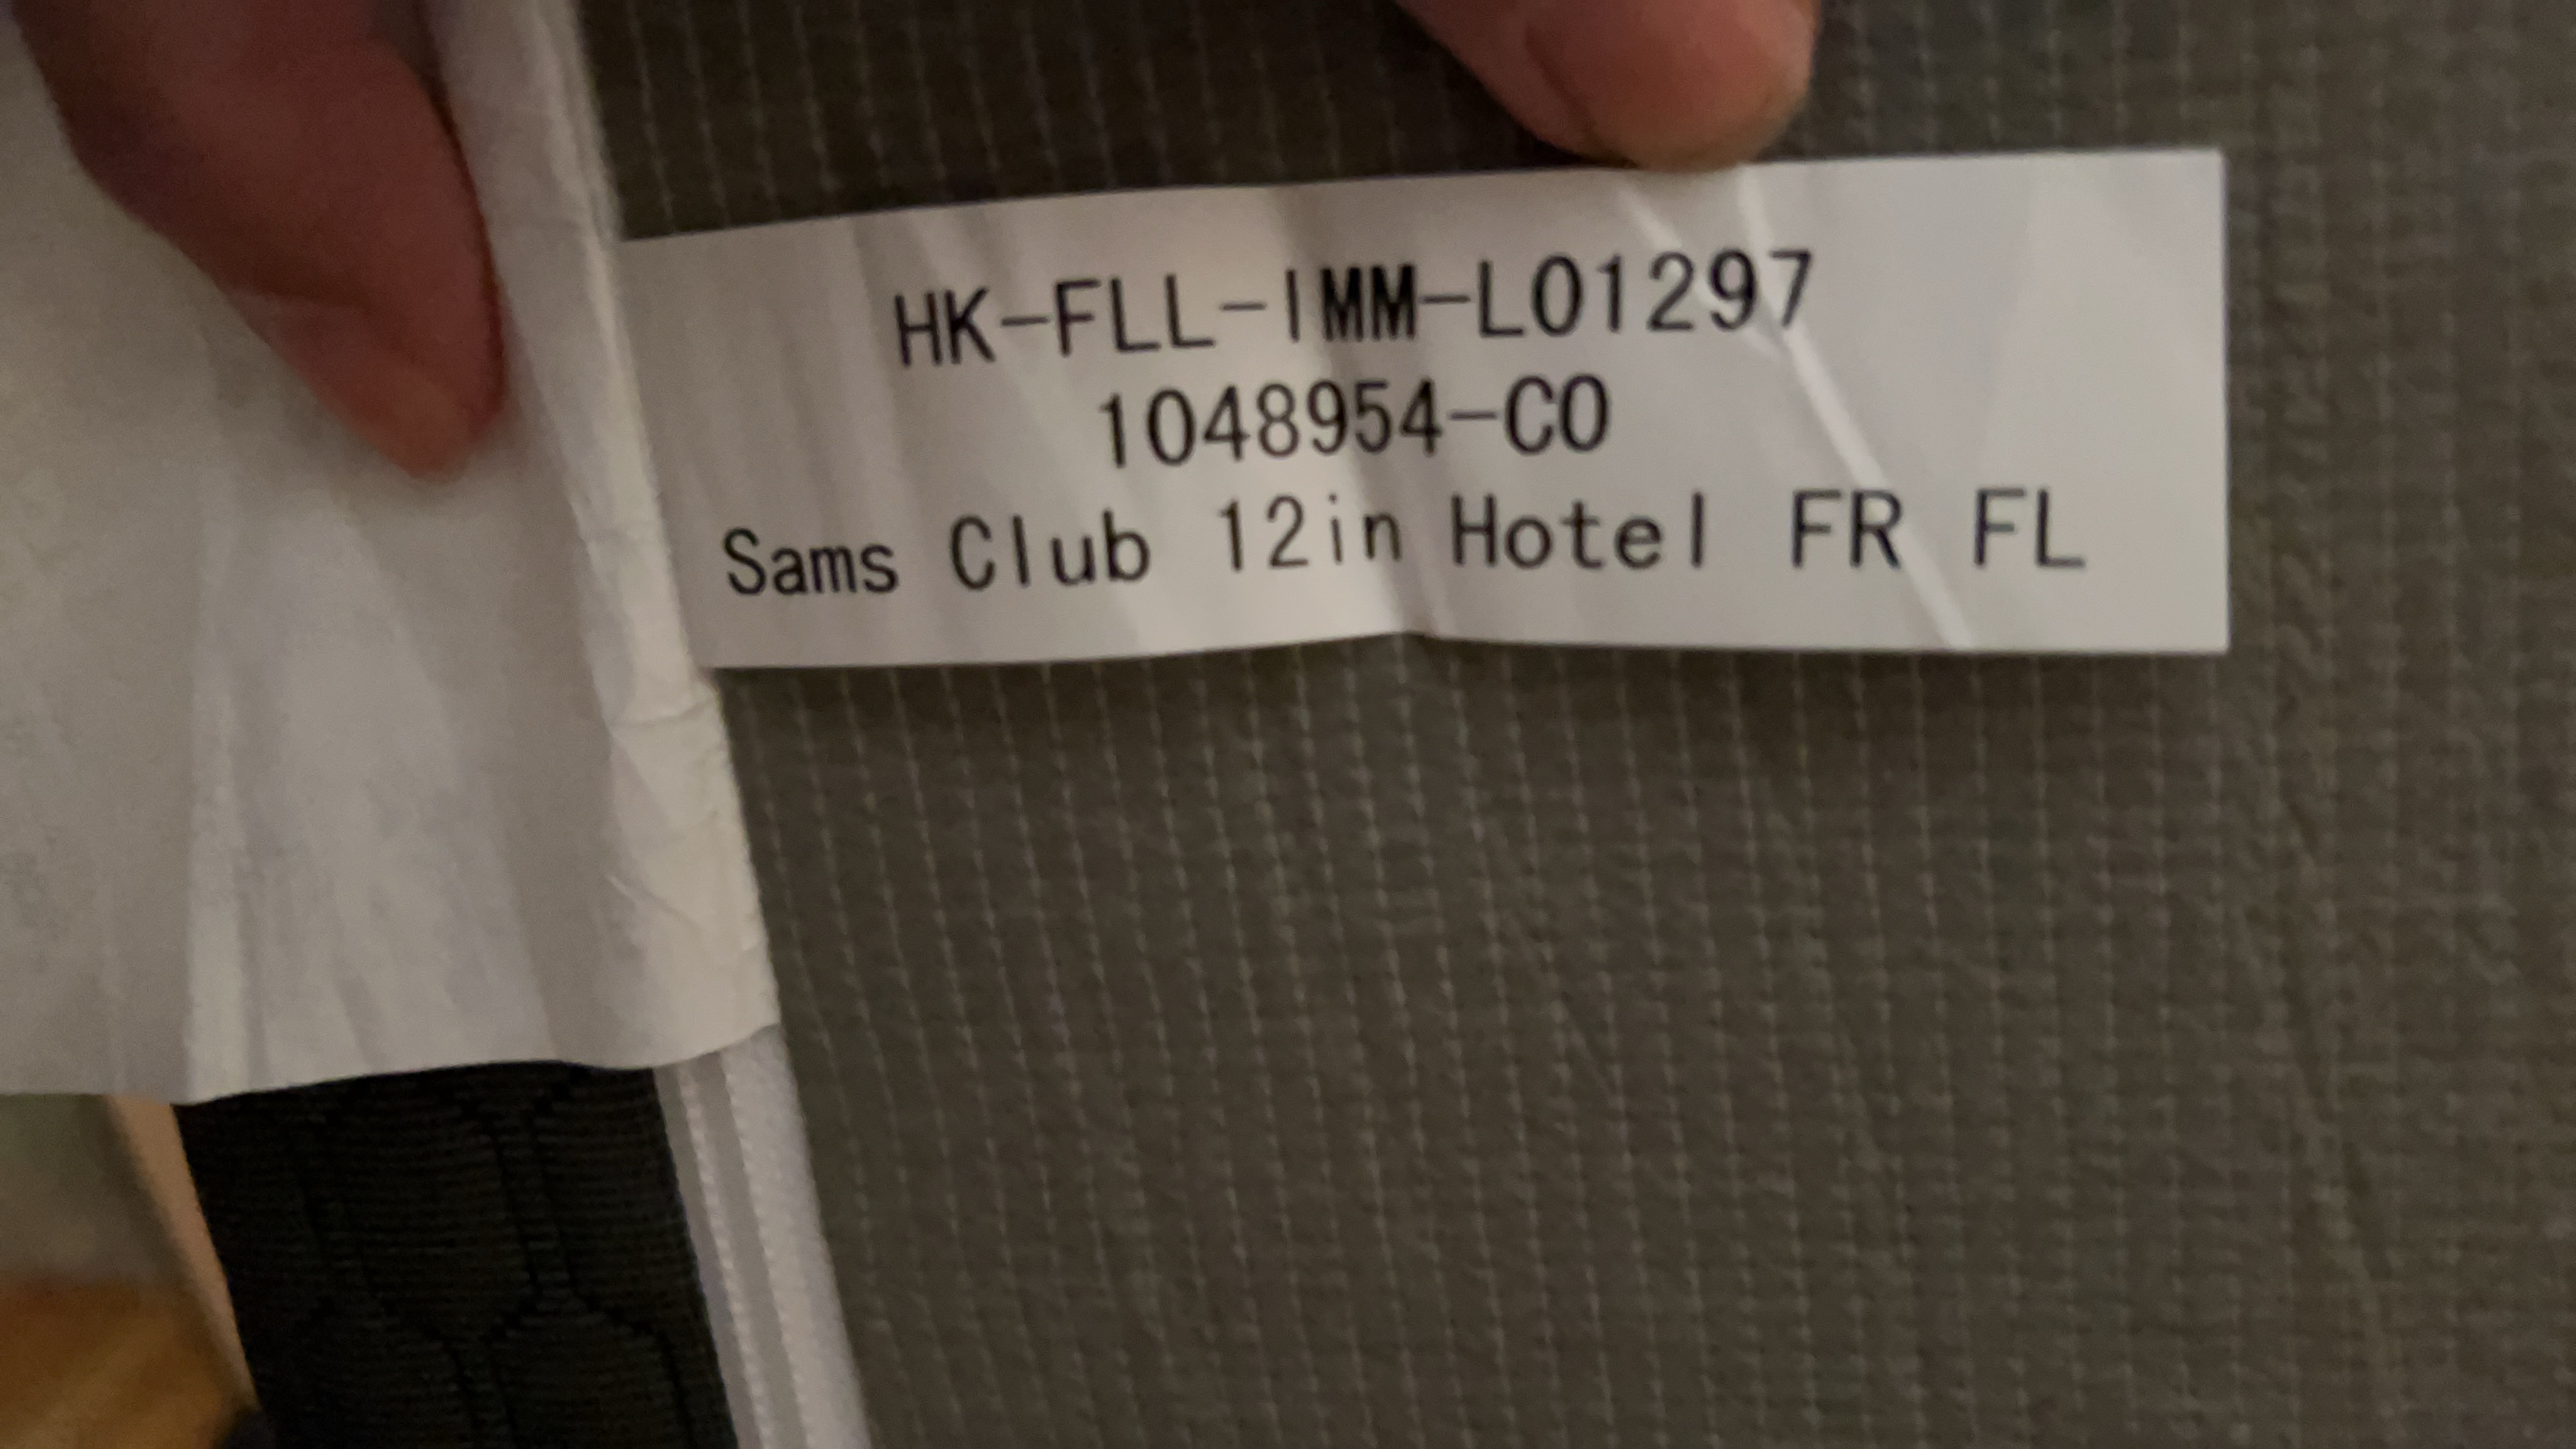 HK-FLL-IMM-L01297
1048954-C0
Sams Club 12in Hotel FR FL